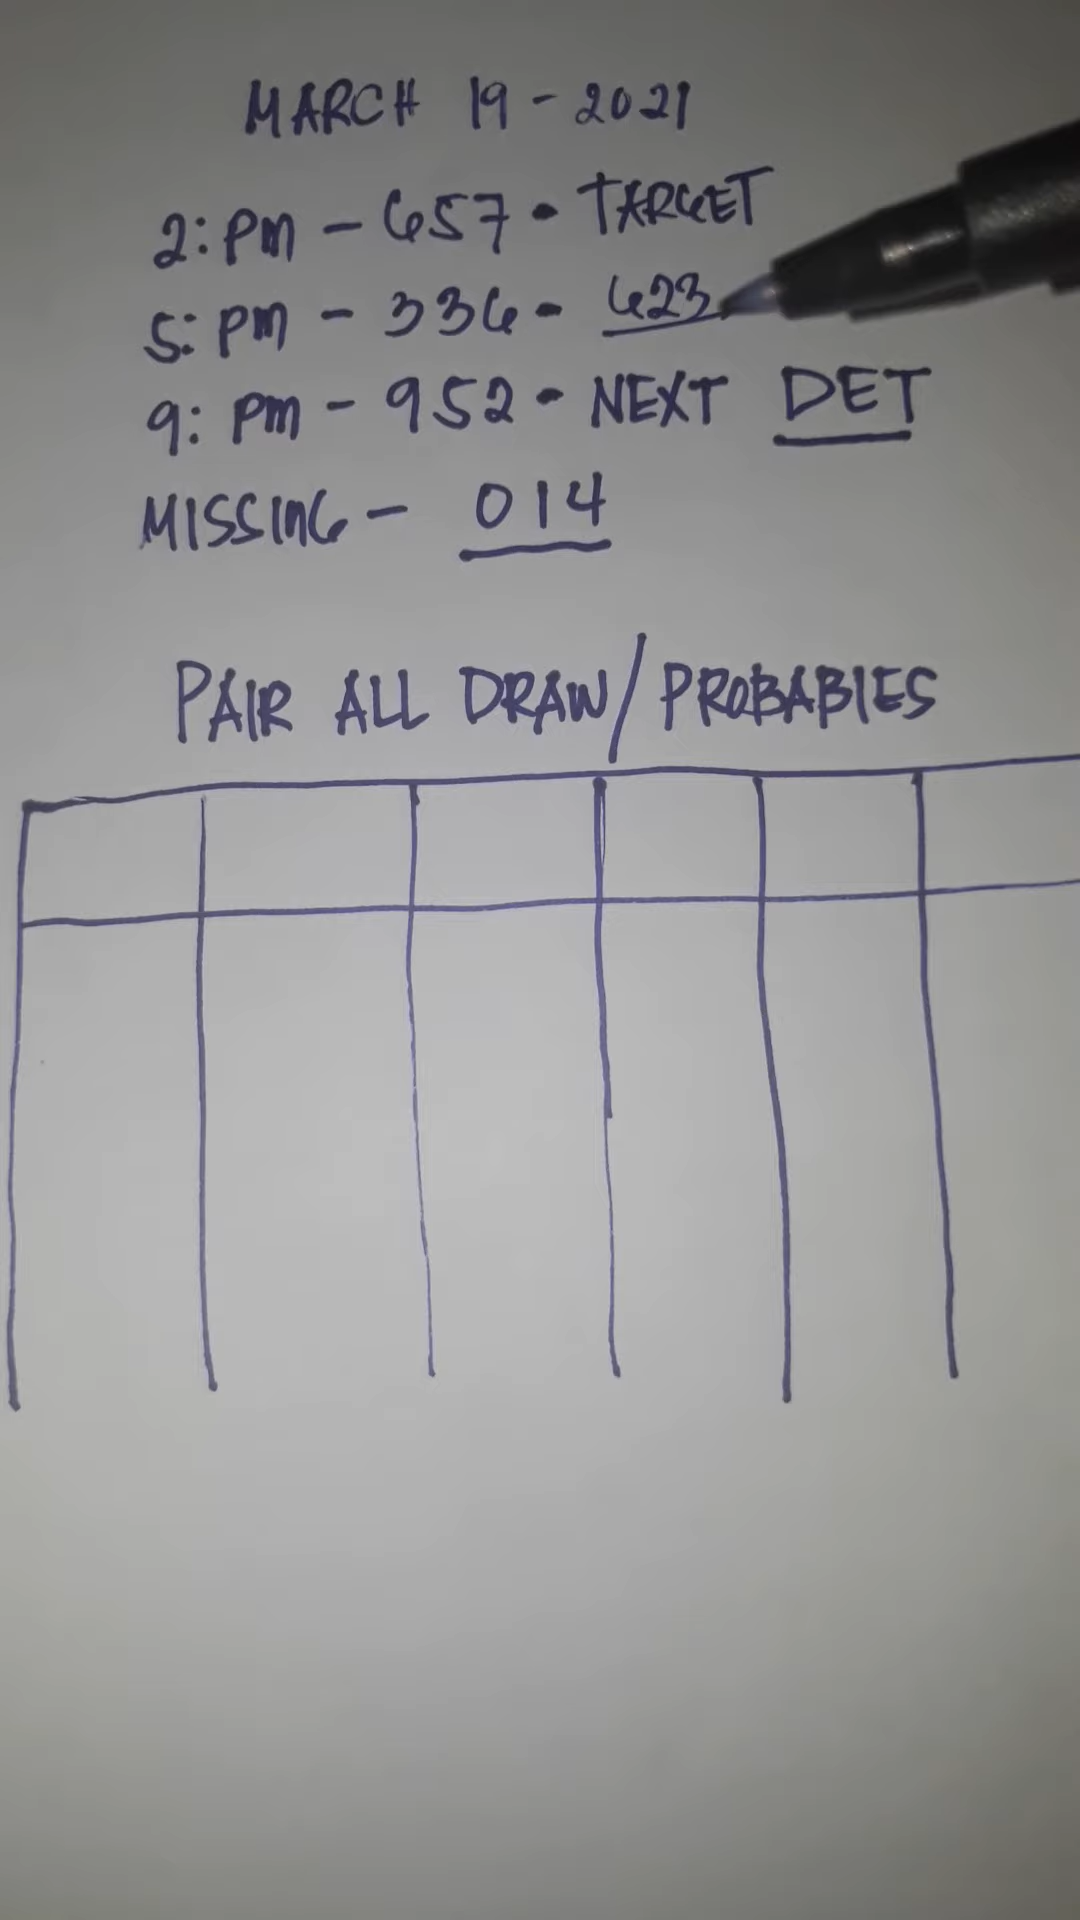 MARCH 19 - 2021
2: PM - 657 - TARGET
5: PM - 336 - 623
9: PM - 952 - NEXT DET
MISSING - 014
PAIR ALL DRAW/PROBABIES